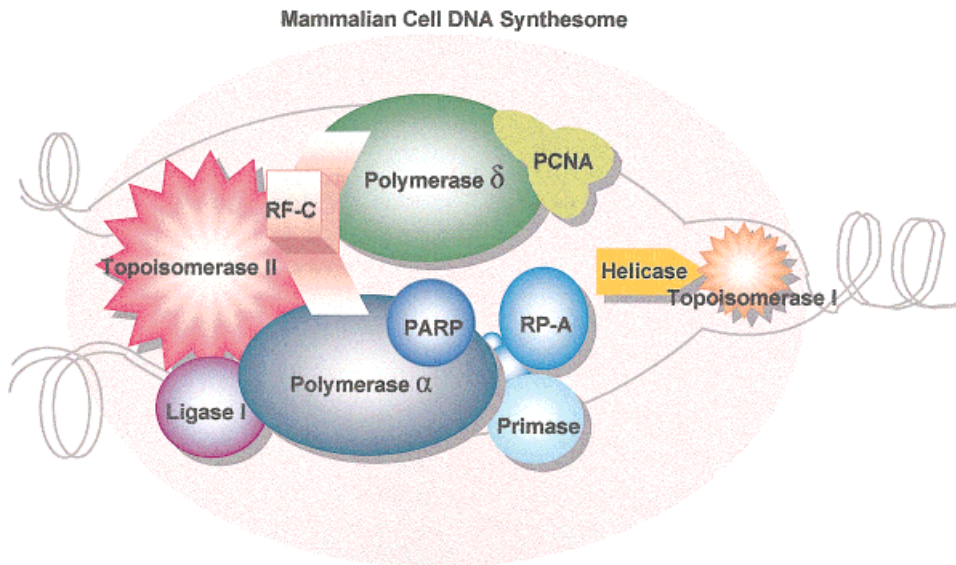 Mammalian Cell DNA Synthesome
Polymerase δ
PCNA
RF-C
Topoisomerase II
Helicase
Topoisomerase I
PARP
RP-A
Polymerase α
Ligase I
Primase